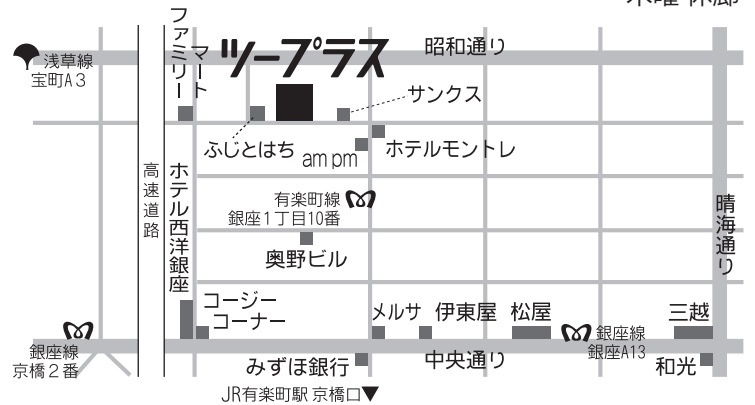 木曜 休廊
ファミリー
マート
ツープラス
昭和通り
浅草線
宝町A3
サンクス
ふじとはち
am pm
ホテルモントレ
高速道路
ホテル西洋銀座
有楽町線
銀座1丁目10番
晴海通り
奥野ビル
コージー
コーナー
メルサ
伊東屋
松屋
三越
銀座線
銀座A13
銀座線
京橋2番
みずほ銀行
中央通り
和光
JR有楽町駅 京橋口▼